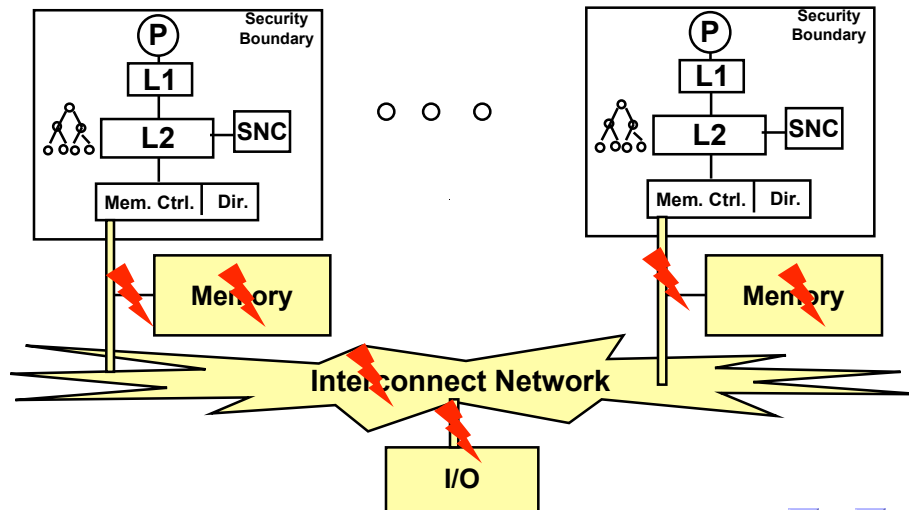 Security
Boundary
P
L1
L2
SNC
Mem. Ctrl.
Dir.
Memory
Security
Boundary
P
L1
L2
SNC
Mem. Ctrl.
Dir.
Memory
Interconnect Network
I/O